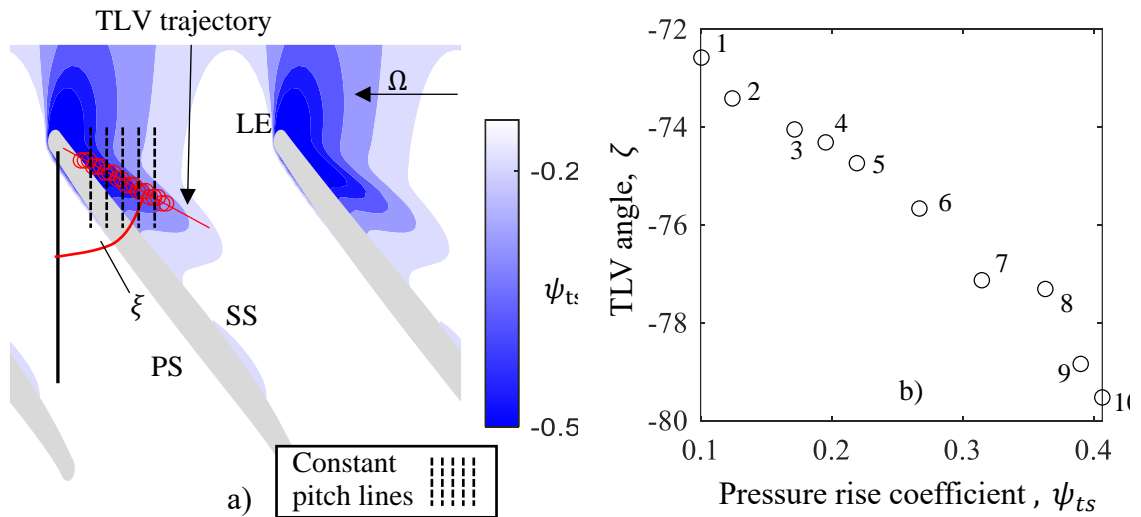 TLV trajectory
Ω
LE
ξ
SS
PS
-0.2
ψts
-0.5
Constant
pitch lines
a)
-72
-74
-76
-78
-80
TLV angle, ζ
1
2
3
4
5
6
7
8
9
10
b)
0.1
0.2
0.3
0.4
Pressure rise coefficient , ψts